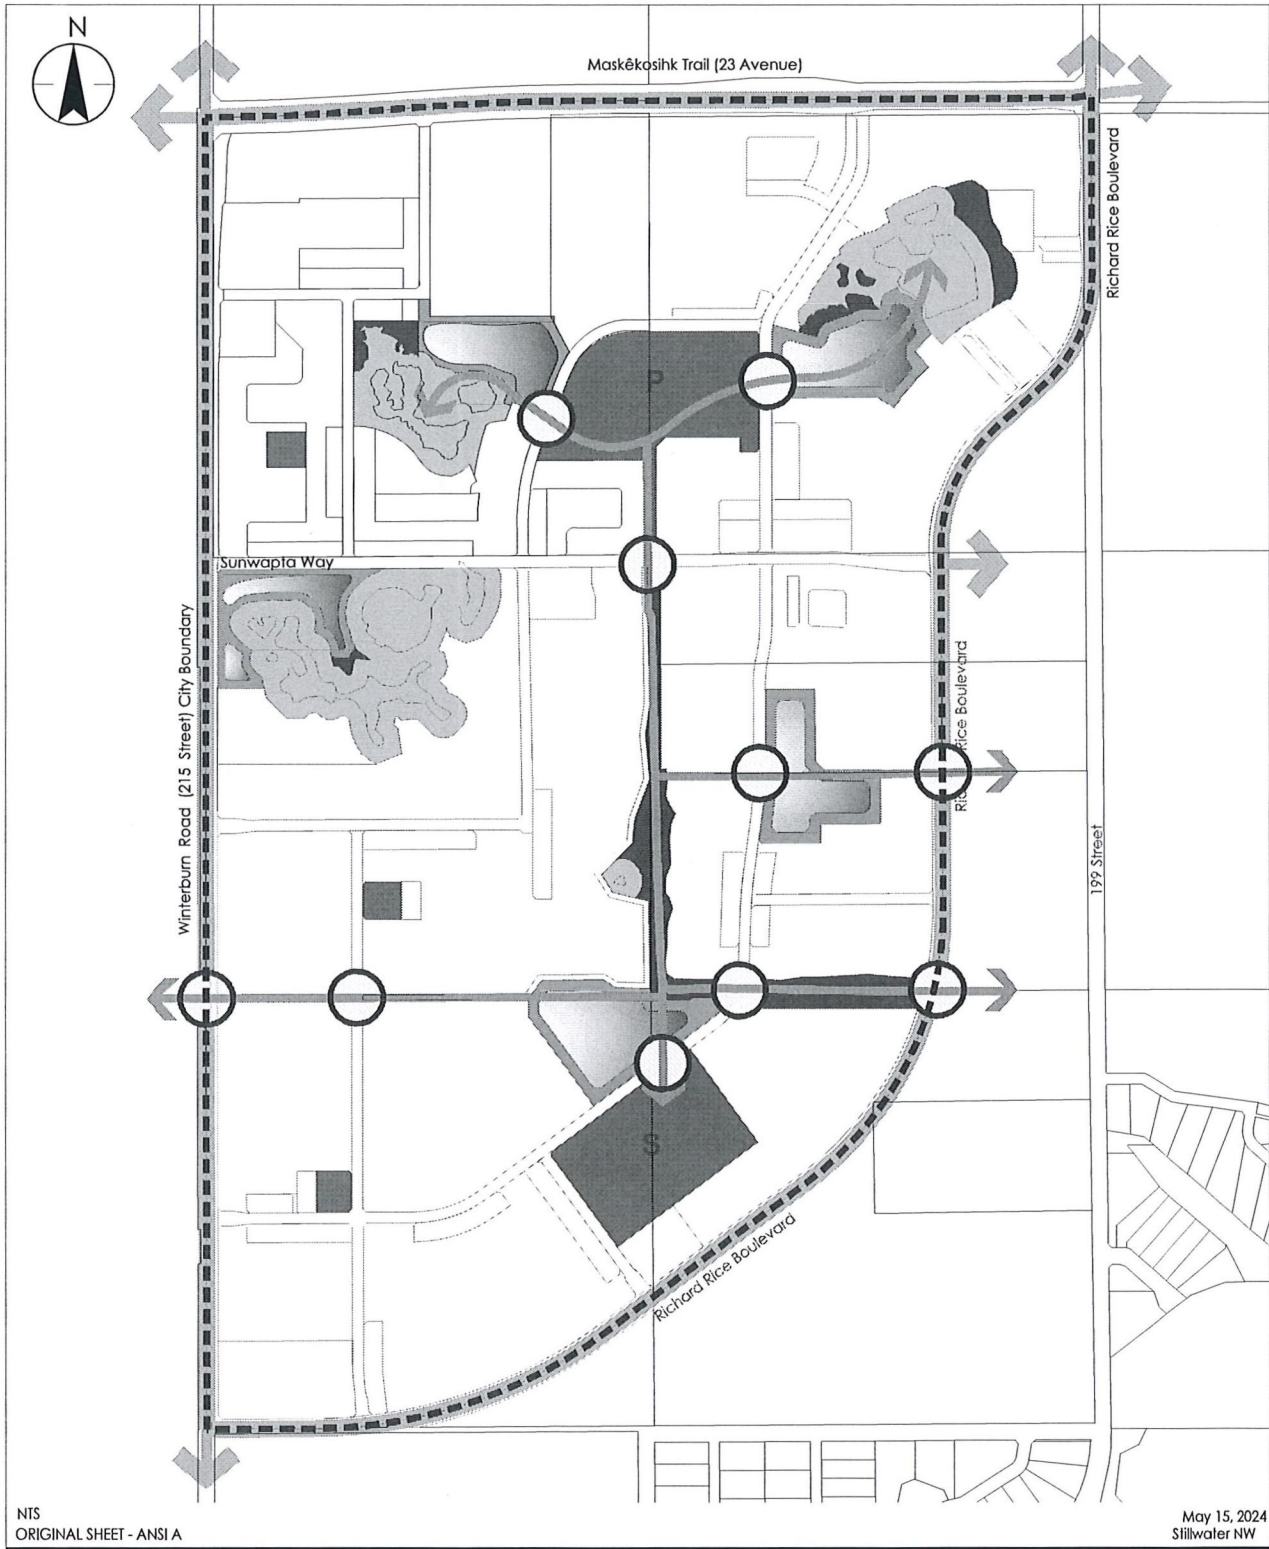 N
Maskêkosihk Trail (23 Avenue)
Richard Rice Boulevard
P
Sunwapta Way
Winterburn Road (215 Street) City Boundary
Rice Boulevard
199 Street
S
Richard Rice Boulevard
NTS
ORIGINAL SHEET - ANSI A
May 15, 2024
Stillwater NW